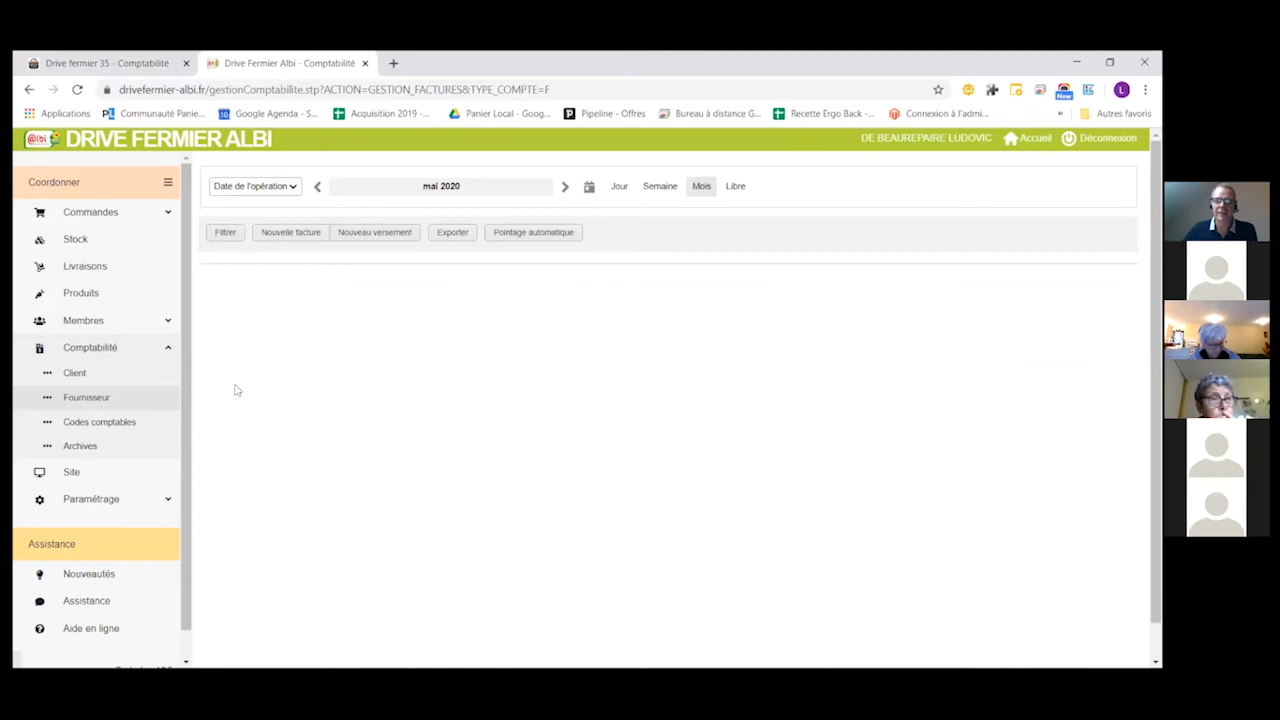 Drive fermier 35 - Comptabilité
Drive Fermier Albi - Comptabilité
drivefermier-albi.fr/gestionComptabilite.stp?ACTION=GESTION_FACTURES&TYPE_COMPTE=F
New
L
Applications
Communauté Panie...
Google Agenda - S...
Acquisition 2019 -...
Panier Local - Goog...
Pipeline - Offres
Bureau à distance G...
Recette Ergo Back -...
Connexion à l'admi...
»
Autres favoris
@lbi DRIVE FERMIER ALBI
DE BEAUREPAIRE LUDOVIC
Accueil
Déconnexion
Coordonner
Commandes
Stock
Livraisons
Produits
Membres
Comptabilité
Client
Fournisseur
Codes comptables
Archives
Site
Paramétrage
Assistance
Nouveautés
Assistance
Aide en ligne
Date de l'opération
mai 2020
Jour
Semaine
Mois
Libre
Filtrer
Nouvelle facture
Nouveau versement
Exporter
Pointage automatique